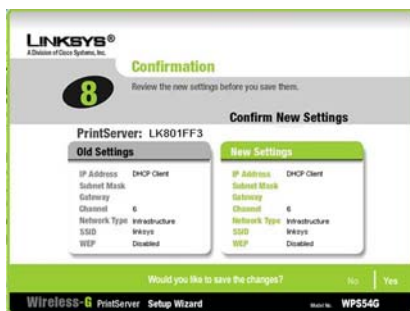 LINKSYS®
A Division of Cisco Systems, Inc.
Confirmation
8
Review the new settings before you save them.
Confirm New Settings
PrintServer: LK801FF3
Old Settings
IP Address DHCP Client
Subnet Mask
Gateway
Channel 6
Network Type Infrastructure
SSID linksys
WEP Disabled
New Settings
IP Address DHCP Client
Subnet Mask
Gateway
Channel 6
Network Type Infrastructure
SSID linksys
WEP Disabled
Would you like to save the changes?
No
Yes
Wireless-G PrintServer Setup Wizard
Model No. WPS54G